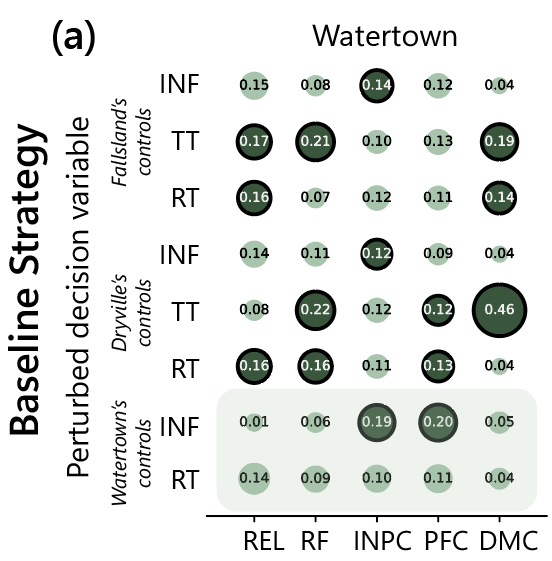 (a)
Watertown
Baseline Strategy
Perturbed decision variable
Fallsland's
controls
INF 0.15 0.08 0.14 0.12 0.04
TT 0.17 0.21 0.10 0.13 0.19
RT 0.16 0.07 0.12 0.11 0.14
Dryville's
controls
INF 0.14 0.11 0.12 0.09 0.04
TT 0.08 0.22 0.12 0.12 0.46
RT 0.16 0.16 0.11 0.13 0.04
Watertown's
controls
INF 0.01 0.06 0.19 0.20 0.05
RT 0.14 0.09 0.10 0.11 0.04
REL RF INPC PFC DMC